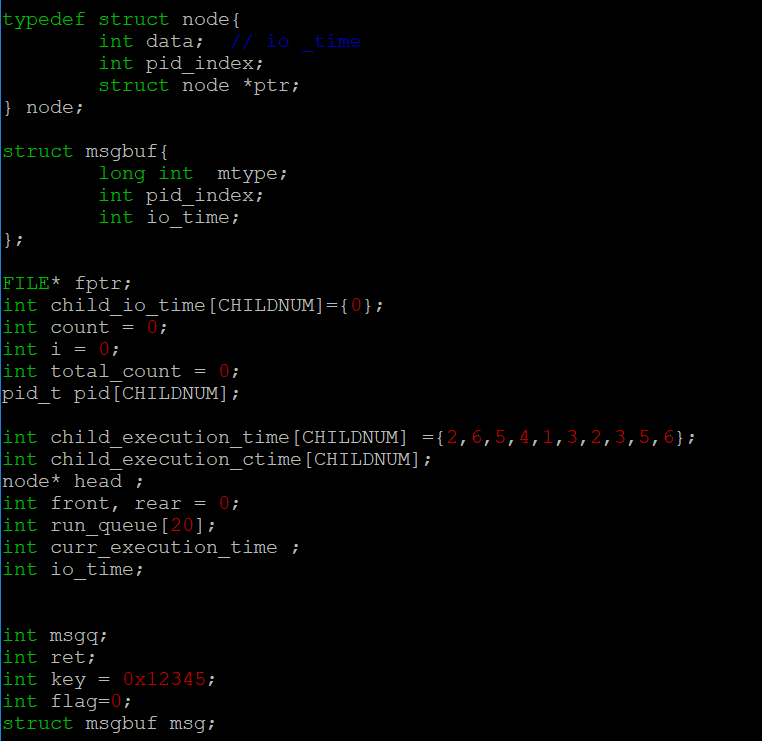 typedef struct node{
        int data;  // io _time
        int pid_index;
        struct node *ptr;
} node;

struct msgbuf{
        long int  mtype;
        int pid_index;
        int io_time;
};

FILE* fptr;
int child_io_time[CHILDNUM]={0};
int count = 0;
int i = 0;
int total_count = 0;
pid_t pid[CHILDNUM];

int child_execution_time[CHILDNUM] ={2,6,5,4,1,3,2,3,5,6};
int child_execution_ctime[CHILDNUM];
node* head ;
int front, rear = 0;
int run_queue[20];
int curr_execution_time ;
int io_time;


int msgq;
int ret;
int key = 0x12345;
int flag=0;
struct msgbuf msg;